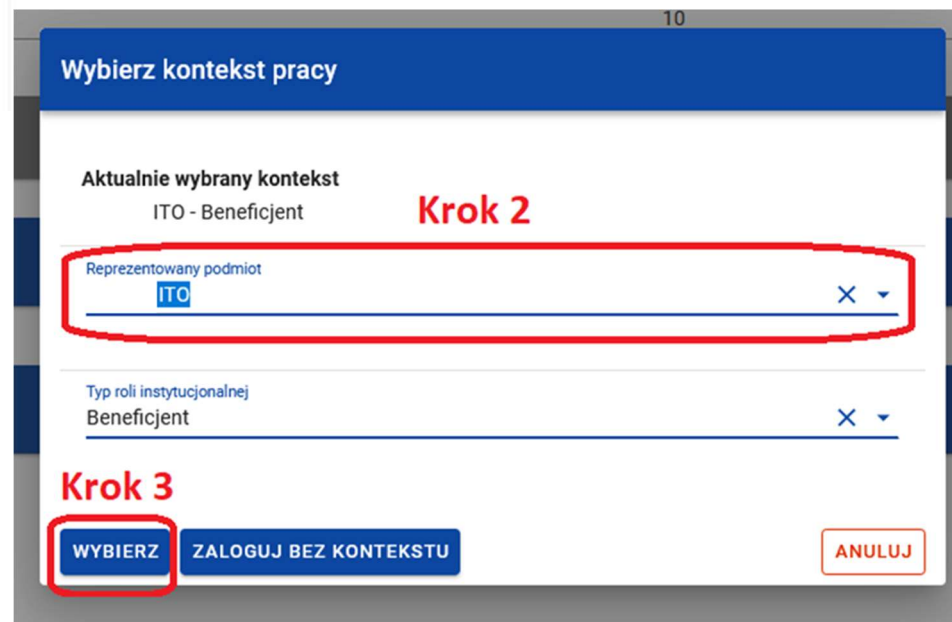 10
Wybierz kontekst pracy
Aktualnie wybrany kontekst
ITO - Beneficjent
Krok 2
Reprezentowany podmiot
ITO
Typ roli instytucjonalnej
Beneficjent
Krok 3
WYBIERZ
ZALOGUJ BEZ KONTEKSTU
ANULUJ